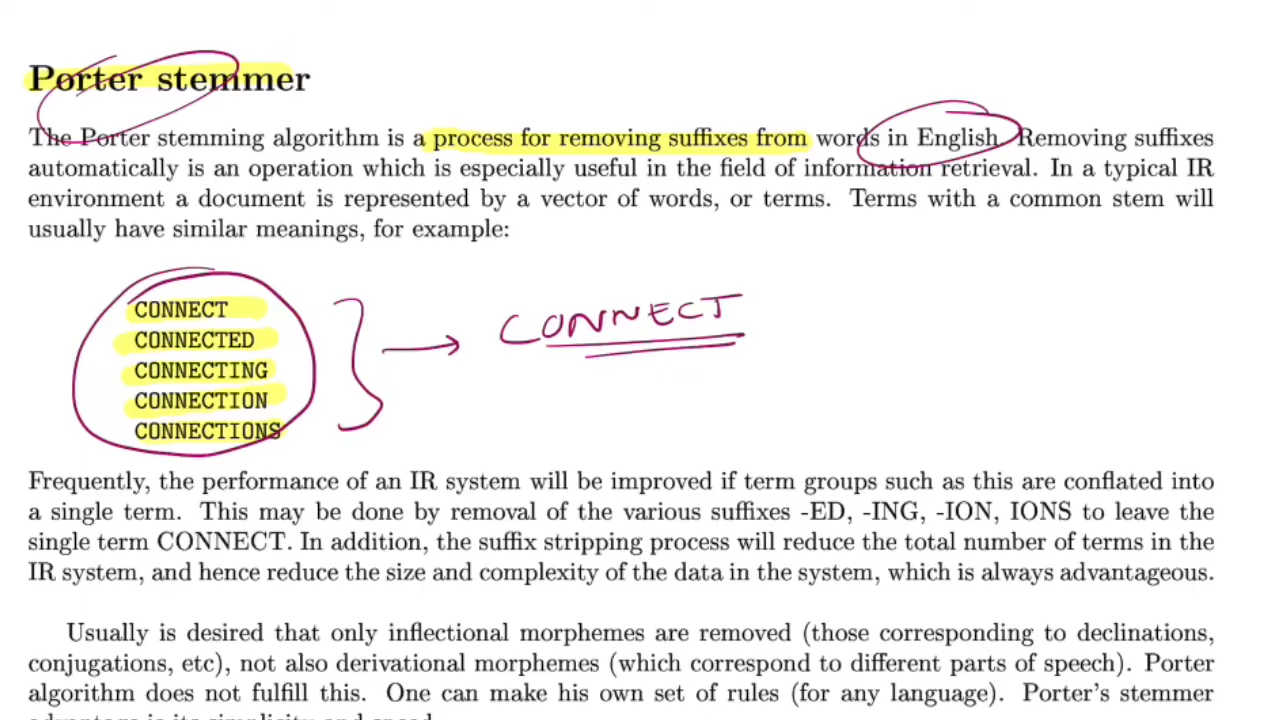 Porter stemmer
The Porter stemming algorithm is a process for removing suffixes from words in English. Removing suffixes
automatically is an operation which is especially useful in the field of information retrieval. In a typical IR
environment a document is represented by a vector of words, or terms. Terms with a common stem will
usually have similar meanings, for example:
CONNECT
CONNECTED
CONNECTING
CONNECTION
CONNECTIONS
CONNECT
Frequently, the performance of an IR system will be improved if term groups such as this are conflated into
a single term. This may be done by removal of the various suffixes -ED, -ING, -ION, IONS to leave the
single term CONNECT. In addition, the suffix stripping process will reduce the total number of terms in the
IR system, and hence reduce the size and complexity of the data in the system, which is always advantageous.
Usually is desired that only inflectional morphemes are removed (those corresponding to declinations,
conjugations, etc), not also derivational morphemes (which correspond to different parts of speech). Porter
algorithm does not fulfill this. One can make his own set of rules (for any language). Porter's stemmer
advantage is its simplicity and speed